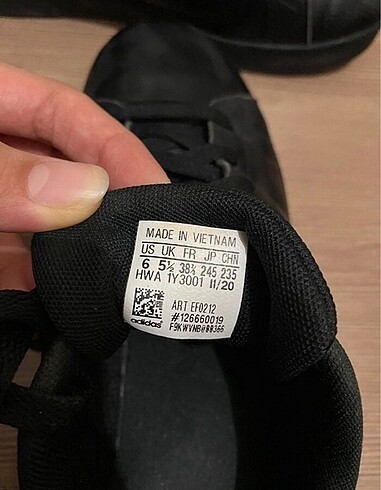 MADE IN VIETNAM
US UK FR JP CHN
6 5½ 38⅔ 245 235
HWA 1Y3001 11/20
ART EF0212
#126660019
adidas